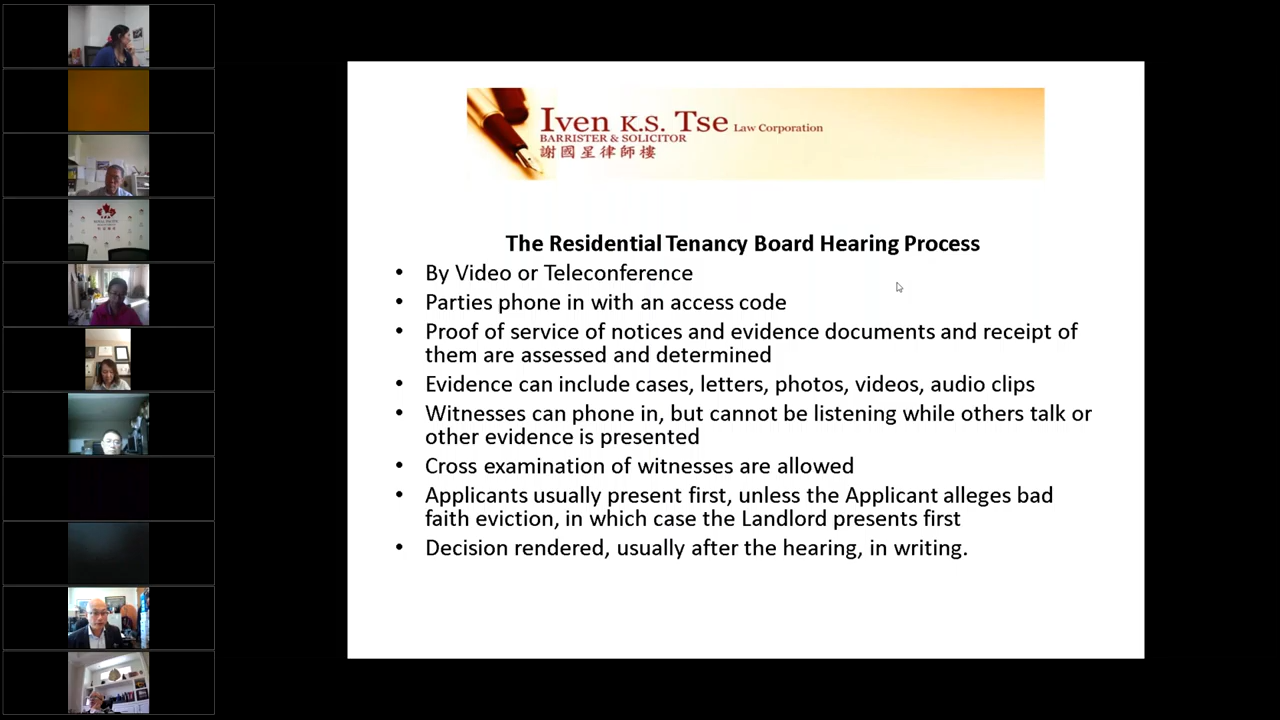 Iven K.S. Tse Law Corporation
BARRISTER & SOLICITOR
謝國星律師樓
The Residential Tenancy Board Hearing Process
• By Video or Teleconference
• Parties phone in with an access code
• Proof of service of notices and evidence documents and receipt of
them are assessed and determined
• Evidence can include cases, letters, photos, videos, audio clips
• Witnesses can phone in, but cannot be listening while others talk or
other evidence is presented
• Cross examination of witnesses are allowed
• Applicants usually present first, unless the Applicant alleges bad
faith eviction, in which case the Landlord presents first
• Decision rendered, usually after the hearing, in writing.